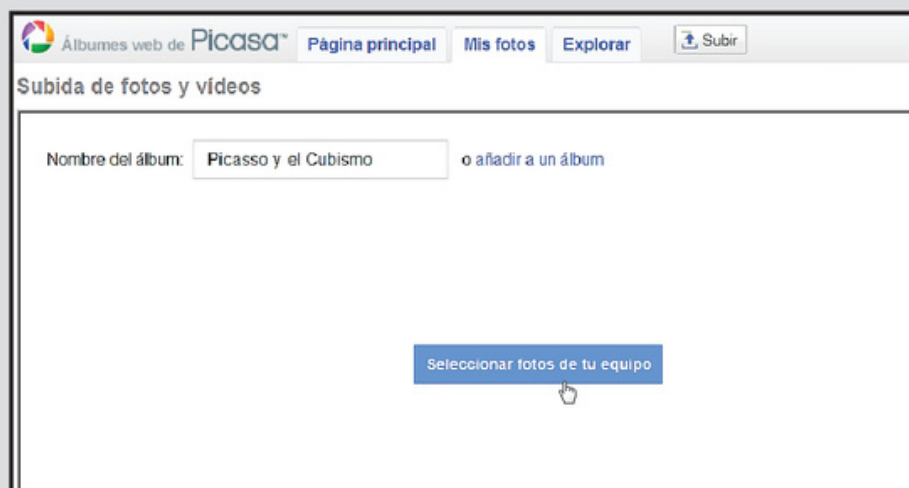 Álbumes web de Picasa™ Página principal Mis fotos Explorar Subir
Subida de fotos y vídeos
Nombre del álbum: Picasso y el Cubismo o añadir a un álbum
Seleccionar fotos de tu equipo